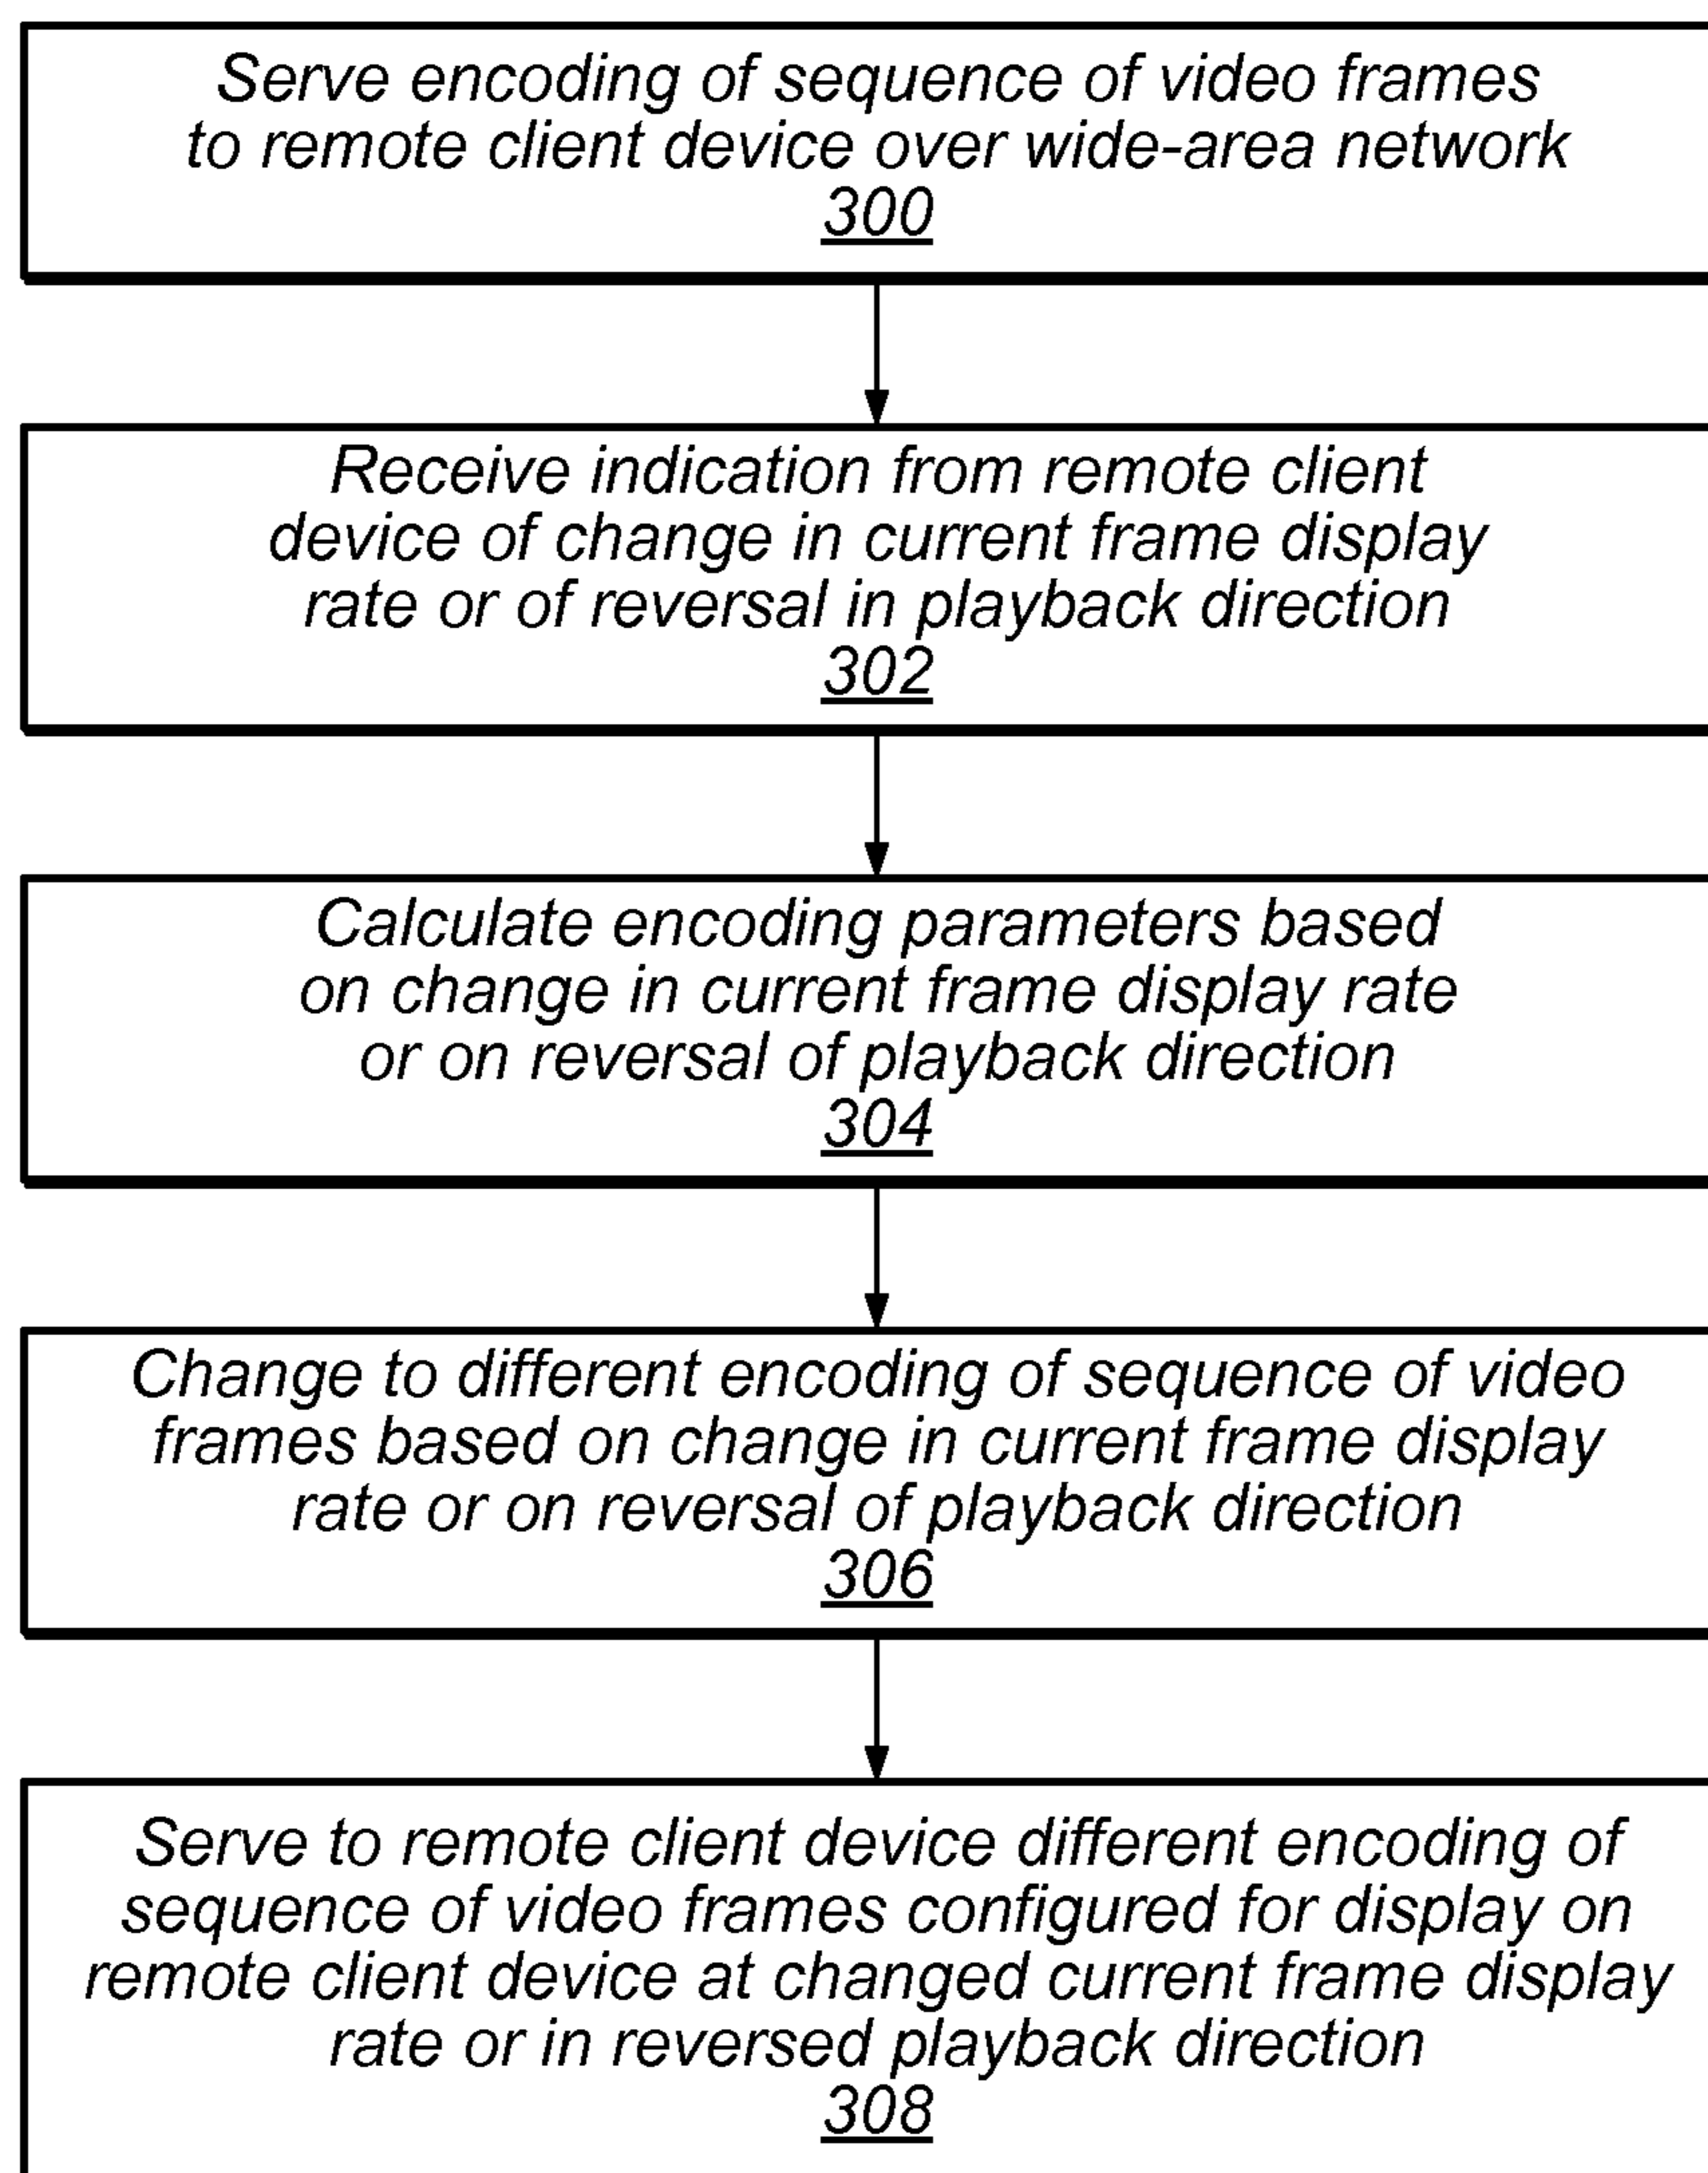 Serve encoding of sequence of video frames
to remote client device over wide-area network
300
Receive indication from remote client
device of change in current frame display
rate or of reversal in playback direction
302
Calculate encoding parameters based
on change in current frame display rate
or on reversal of playback direction
304
Change to different encoding of sequence of video
frames based on change in current frame display
rate or on reversal of playback direction
306
Serve to remote client device different encoding of
sequence of video frames configured for display on
remote client device at changed current frame display
rate or in reversed playback direction
308